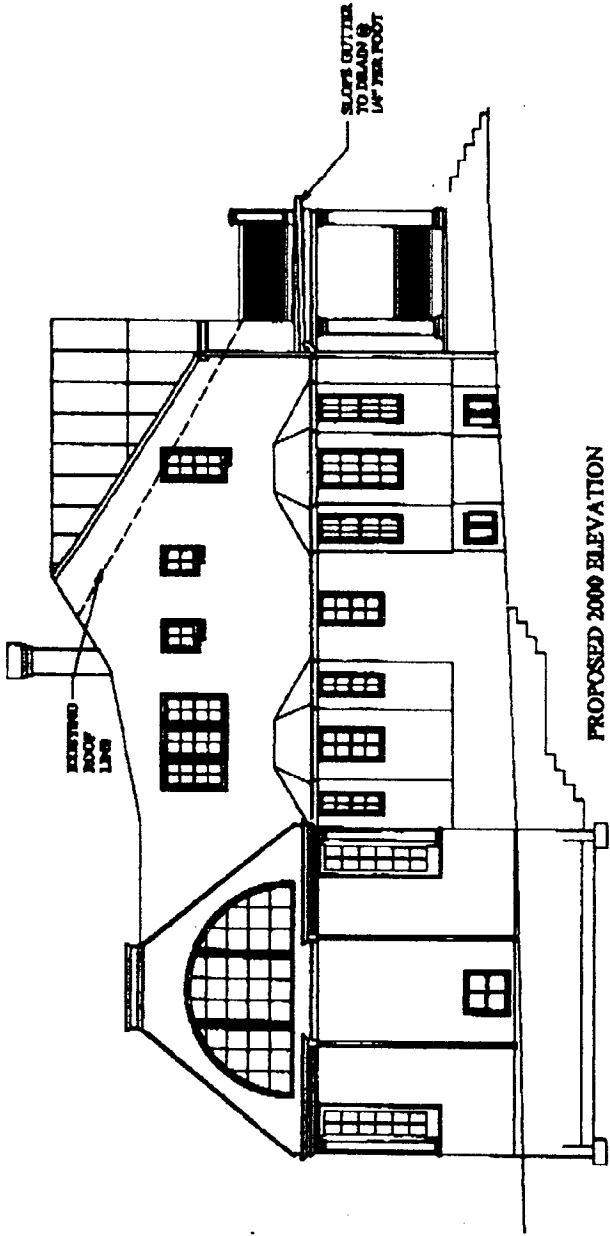 SLOPE GUTTER
TO DRAIN @
1/4" PER FOOT
EXISTING
ROOF
LINE
PROPOSED 2000 ELEVATION